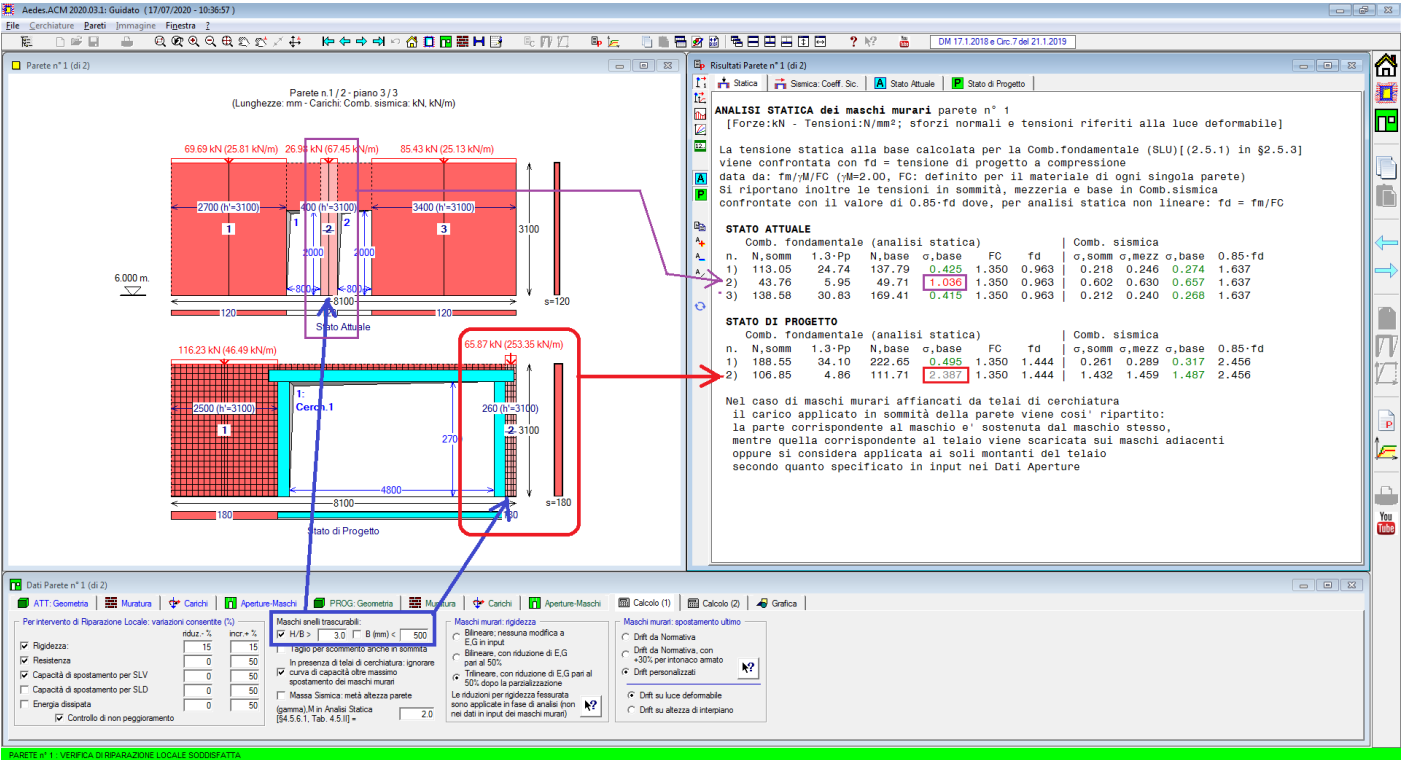 Aedes.ACM 2020.03.1: Guidato (17/07/2020 - 10:36:57 )
File Cerchiature Pareti Immagine Finestra ?
DM 17.1.2018 e Circ.7 del 21.1.2019
Parete n° 1 (di 2)
Parete n.1 / 2 - piano 3 / 3
(Lunghezze: mm - Carichi: Comb. sismica: kN, kN/m)
69.69 kN (25.81 kN/m) 26.98 kN (67.45 kN/m) 85.43 kN (25.13 kN/m)
2700 (h'=3100) 400 (h'=3100) 3400 (h'=3100)
1 1 2 2 3
3100
2000 2000
6.000 m.
800 800
8100
s=120
120 120
Stato Attuale
116.23 kN (46.49 kN/m)
65.87 kN (253.35 kN/m)
1:
Cerch.1
2500 (h'=3100) 260 (h'=3100)
1 2 3100
270
4800
8100
s=180
180 180
Stato di Progetto
Risultati Parete n° 1 (di 2)
Statica Sismica: Coeff. Sic. A Stato Attuale P Stato di Progetto
ANALISI STATICA dei maschi murari parete n° 1
[Forze:kN - Tensioni:N/mm²; sforzi normali e tensioni riferiti alla luce deformabile]
La tensione statica alla base calcolata per la Comb.fondamentale (SLU)[(2.5.1) in §2.5.3]
viene confrontata con fd = tensione di progetto a compressione
data da: fm/γM/FC (γM=2.00, FC: definito per il materiale di ogni singola parete)
Si riportano inoltre le tensioni in sommità, mezzeria e base in Comb.sismica
confrontate con il valore di 0.85·fd dove, per analisi statica non lineare: fd = fm/FC
STATO ATTUALE
Comb. fondamentale (analisi statica) | Comb. sismica
n. N,somm 1.3·Pp N,base σ,base FC fd | σ,somm σ,mezz σ,base 0.85·fd
1) 113.05 24.74 137.79 0.425 1.350 0.963 | 0.218 0.246 0.274 1.637
2) 43.76 5.95 49.71 1.036 1.350 0.963 | 0.602 0.630 0.657 1.637
3) 138.58 30.83 169.41 0.415 1.350 0.963 | 0.212 0.240 0.268 1.637
STATO DI PROGETTO
Comb. fondamentale (analisi statica) | Comb. sismica
n. N,somm 1.3·Pp N,base σ,base FC fd | σ,somm σ,mezz σ,base 0.85·fd
1) 188.55 34.10 222.65 0.495 1.350 1.444 | 0.261 0.289 0.317 2.456
2) 106.85 4.86 111.71 2.387 1.350 1.444 | 1.432 1.459 1.487 2.456
Nel caso di maschi murari affiancati da telai di cerchiatura
il carico applicato in sommità della parete viene cosi' ripartito:
la parte corrispondente al maschio e' sostenuta dal maschio stesso,
mentre quella corrispondente al telaio viene scaricata sui maschi adiacenti
oppure si considera applicata ai soli montanti del telaio
secondo quanto specificato in input nei Dati Aperture
You
Tube
Dati Parete n° 1 (di 2)
ATT: Geometria Muratura Carichi Aperture-Maschi PROG: Geometria Muratura Carichi Aperture-Maschi Calcolo (1) Calcolo (2) Grafica
Per intervento di Riparazione Locale: variazioni consentite (%)
riduz.- % incr.+ %
Rigidezza: 15 15
Resistenza 0 50
Capacità di spostamento per SLV 0 50
Capacità di spostamento per SLD 0 50
Energia dissipata 0 50
Controllo di non peggioramento
Maschi snelli trascurabili:
H/B > 3.0 B (mm) < 500
Taglio per scorrimento anche in sommità
In presenza di telai di cerchiatura: ignorare
curva di capacità oltre massimo
spostamento dei maschi murari
Massa Sismica: metà altezza parete
(gamma),M in Analisi Statica
[§4.5.6.1, Tab. 4.5.II] = 2.0
Maschi murari: rigidezza
Bilineare; nessuna modifica a
E,G in input
Bilineare, con riduzione di E,G
pari al 50%
Trilineare, con riduzione di E,G pari al
50% dopo la parzializzazione
Le riduzioni per rigidezza fessurata
sono applicate in fase di analisi (non
nei dati in input dei maschi murari)
Maschi murari: spostamento ultimo
Drift da Normativa
Drift da Normativa, con
+30% per intonaco armato
Drift personalizzati
Drift su luce deformabile
Drift su altezza di interpiano
PARETE n° 1 : VERIFICA DI RIPARAZIONE LOCALE SODDISFATTA